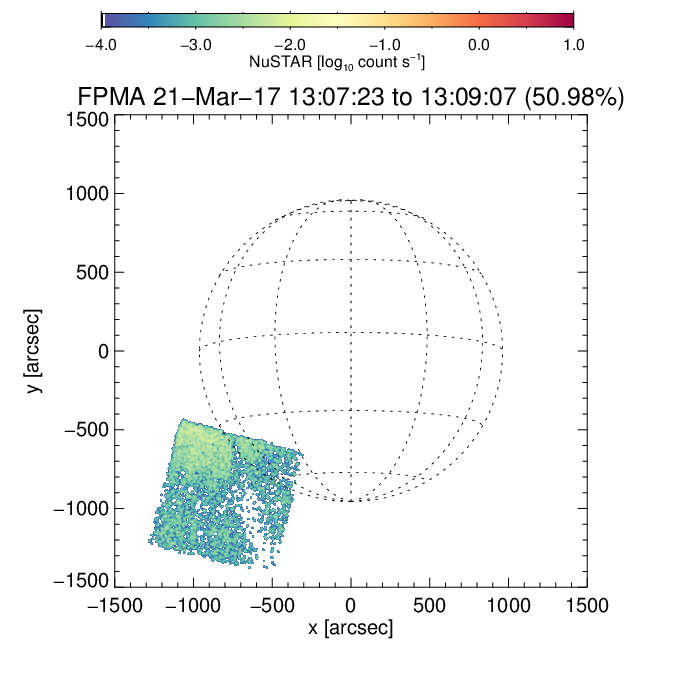 −4.0 −3.0 −2.0 −1.0 0.0 1.0
NuSTAR [log₁₀ count s⁻¹]
FPMA 21−Mar−17 13:07:23 to 13:09:07 (50.98%)
1500
1000
500
0
−500
−1000
−1500
y [arcsec]
−1500 −1000 −500 0 500 1000 1500
x [arcsec]